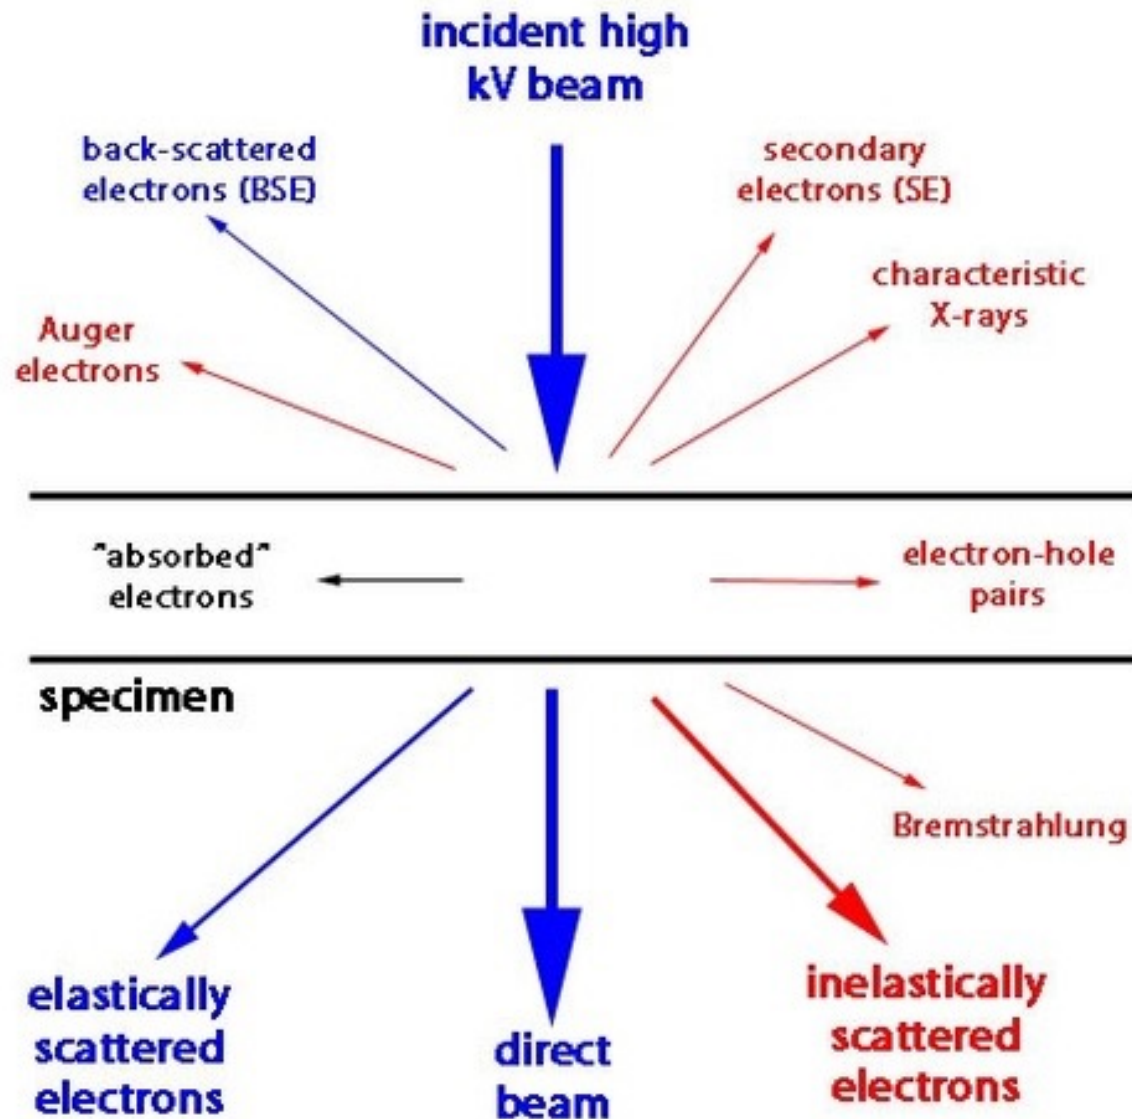 incident high
kV beam
back-scattered
electrons (BSE)
secondary
electrons (SE)
characteristic
X-rays
Auger
electrons
"absorbed"
electrons
electron-hole
pairs
specimen
Bremstrahlung
elastically
scattered
electrons
direct
beam
inelastically
scattered
electrons